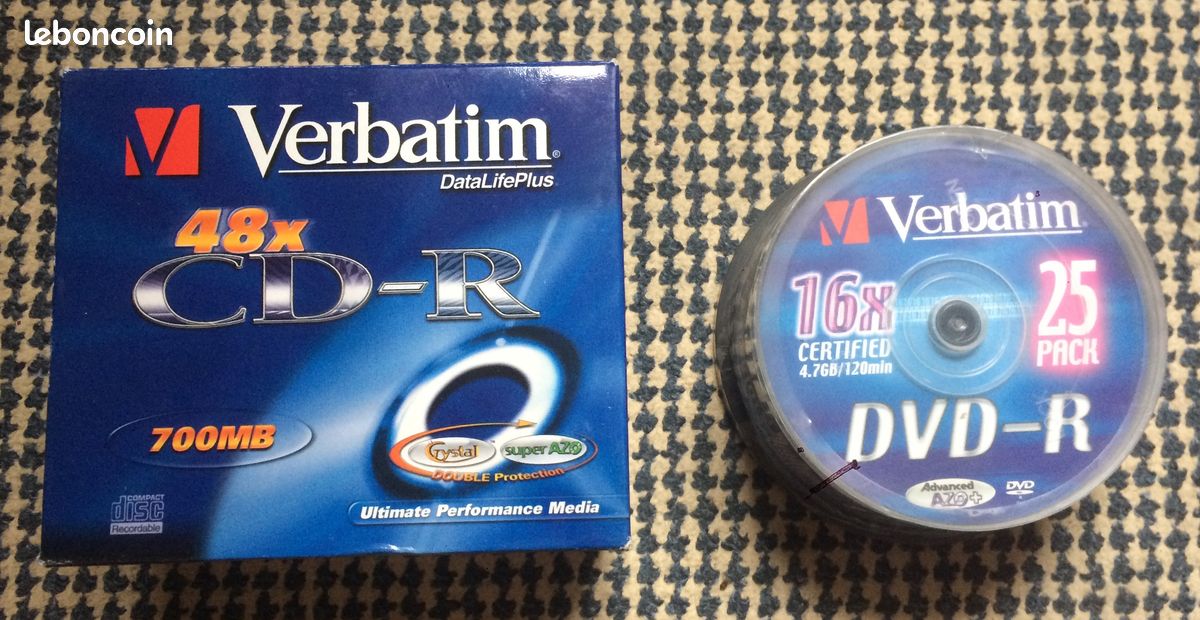 leboncoin
Verbatim®
DataLifePlus
48x
CD-R
700MB
Crystal
super AZO
DOUBLE Protection
COMPACT
disc
Recordable
Ultimate Performance Media
Verbatim
16x
CERTIFIED
4.7GB/120min
25
PACK
DVD-R
Advanced
AZO+
DVD